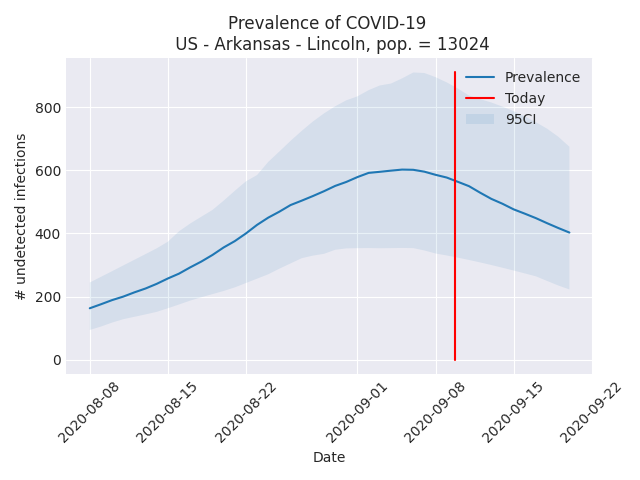 Prevalence of COVID-19
US - Arkansas - Lincoln, pop. = 13024
Prevalence
Today
95CI
# undetected infections
800
600
400
200
0
2020-08-08
2020-08-15
2020-08-22
2020-09-01
2020-09-08
2020-09-15
2020-09-22
Date